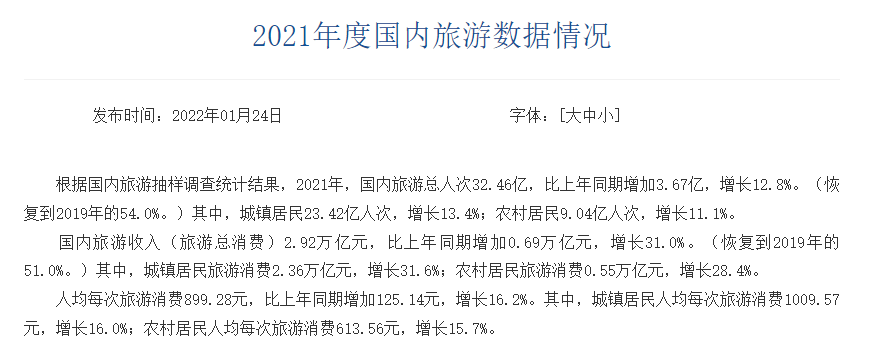 2021年度国内旅游数据情况
发布时间：2022年01月24日 字体：[大中小]
根据国内旅游抽样调查统计结果，2021年，国内旅游总人次32.46亿，比上年同期增加3.67亿，增长12.8%。（恢
复到2019年的54.0%。）其中，城镇居民23.42亿人次，增长13.4%；农村居民9.04亿人次，增长11.1%。
国内旅游收入（旅游总消费）2.92万亿元，比上年同期增加0.69万亿元，增长31.0%。（恢复到2019年的
51.0%。）其中，城镇居民旅游消费2.36万亿元，增长31.6%；农村居民旅游消费0.55万亿元，增长28.4%。
人均每次旅游消费899.28元，比上年同期增加125.14元，增长16.2%。其中，城镇居民人均每次旅游消费1009.57
元，增长16.0%；农村居民人均每次旅游消费613.56元，增长15.7%。